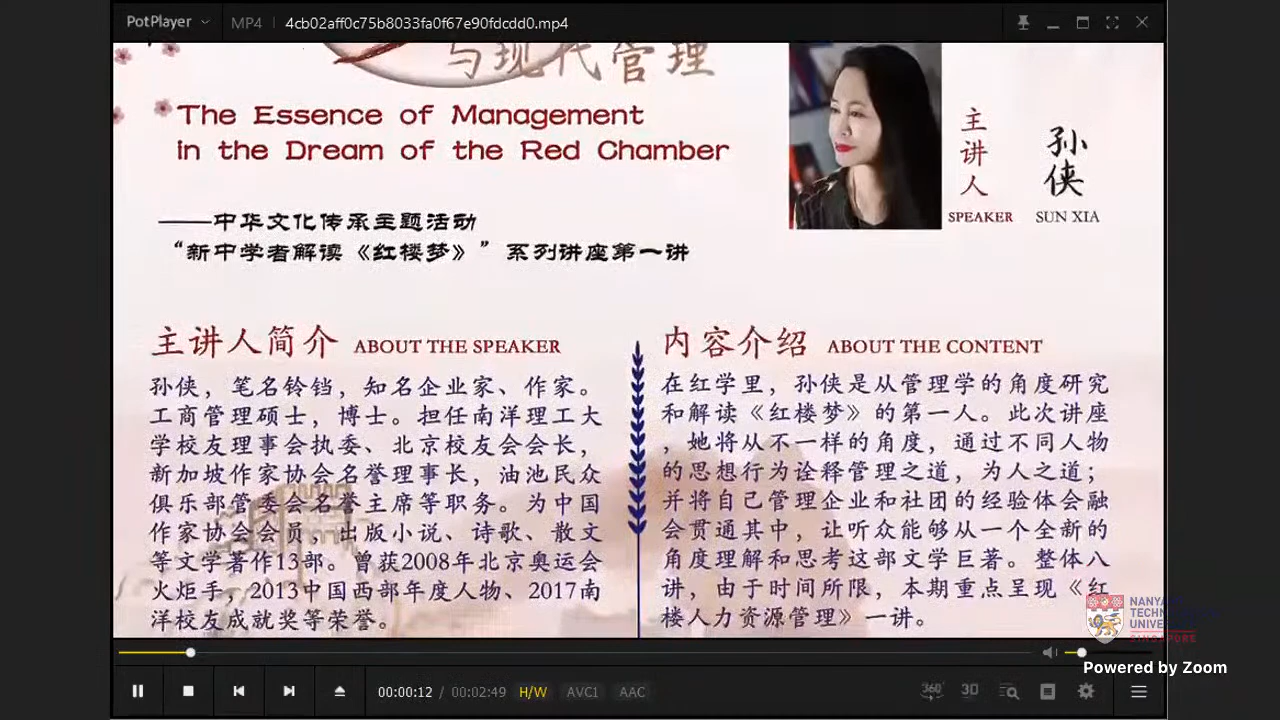 PotPlayer
MP4
4cb02aff0c75b8033fa0f67e90fdcdd0.mp4
与现代管理
The Essence of Management
in the Dream of the Red Chamber
主讲人
SPEAKER
孙侠
SUN XIA
——中华文化传承主题活动
“新中学者解读《红楼梦》”系列讲座第一讲
主讲人简介 ABOUT THE SPEAKER
孙侠，笔名铃铛，知名企业家、作家。
工商管理硕士，博士。担任南洋理工大
学校友理事会执委、北京校友会会长，
新加坡作家协会名誉理事长，油池民众
俱乐部管委会名誉主席等职务。为中国
作家协会会员，出版小说、诗歌、散文
等文学著作13部。曾获2008年北京奥运会
火炬手，2013中国西部年度人物、2017南
洋校友成就奖等荣誉。
内容介绍 ABOUT THE CONTENT
在红学里，孙侠是从管理学的角度研究
和解读《红楼梦》的第一人。此次讲座
，她将从不一样的角度，通过不同人物
的思想行为诠释管理之道，为人之道；
并将自己管理企业和社团的经验体会融
会贯通其中，让听众能够从一个全新的
角度理解和思考这部文学巨著。整体八
讲，由于时间所限，本期重点呈现《红
楼人力资源管理》一讲。
NANYANG
TECHNOLOGICAL
UNIVERSITY
SINGAPORE
Powered by Zoom
00:00:12 / 00:02:49 H/W AVC1 AAC
360°
3D